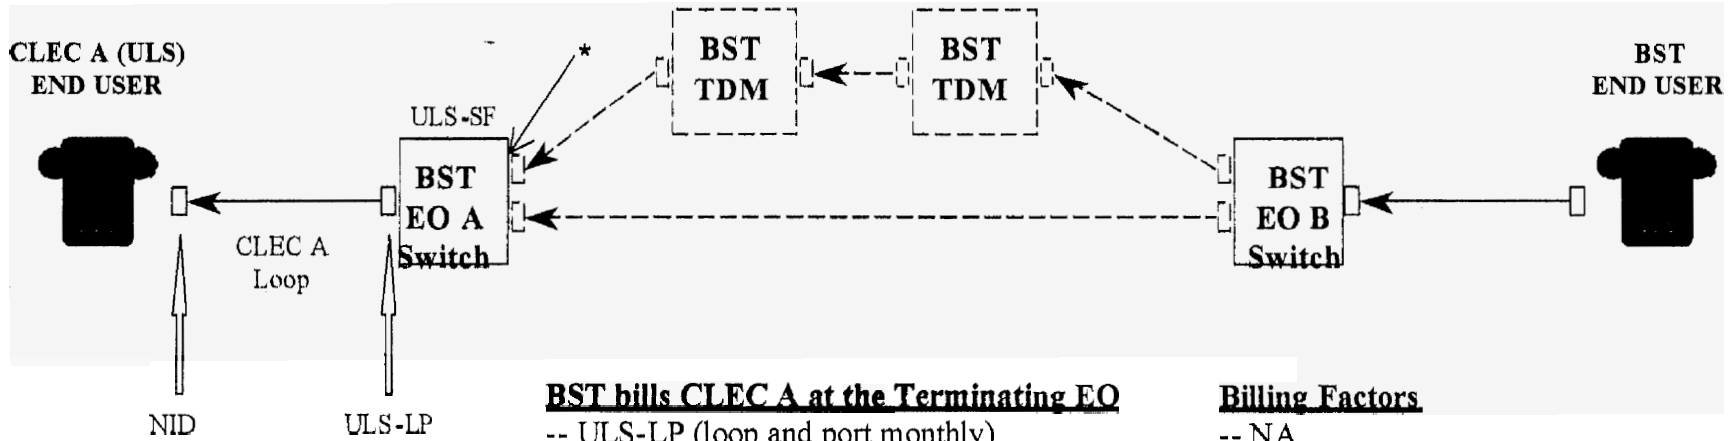 CLEC A (ULS)
END USER
*
BST
TDM
BST
TDM
BST
END USER
ULS-SF
BST
EO A
Switch
BST
EO B
Switch
CLEC A
Loop
NID
ULS-LP
BST bills CLEC A at the Terminating EO
-- ULS-LP (loop and port monthly)
Billing Factors
-- NA